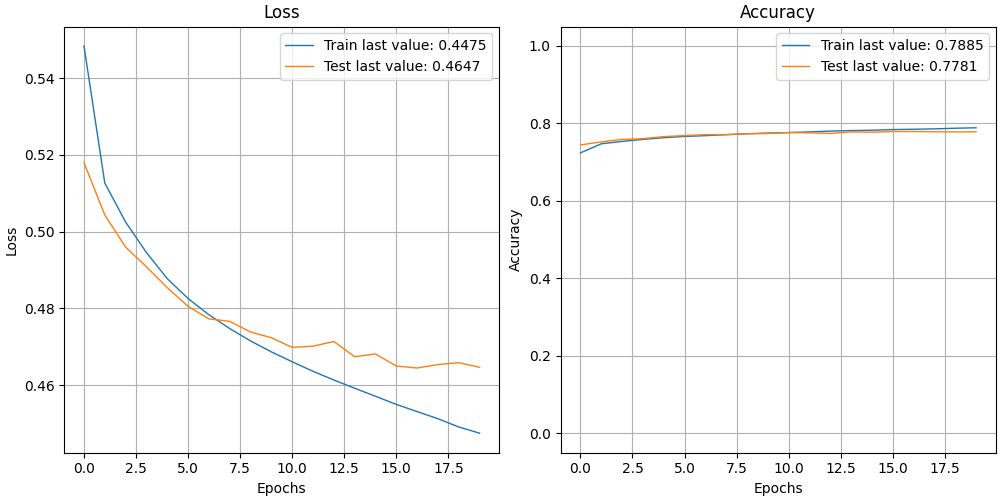 Loss
Train last value: 0.4475
Test last value: 0.4647
0.54
0.52
0.50
0.48
0.46
Loss
0.0 2.5 5.0 7.5 10.0 12.5 15.0 17.5
Epochs
Accuracy
Train last value: 0.7885
Test last value: 0.7781
1.0
0.8
0.6
0.4
0.2
0.0
Accuracy
0.0 2.5 5.0 7.5 10.0 12.5 15.0 17.5
Epochs